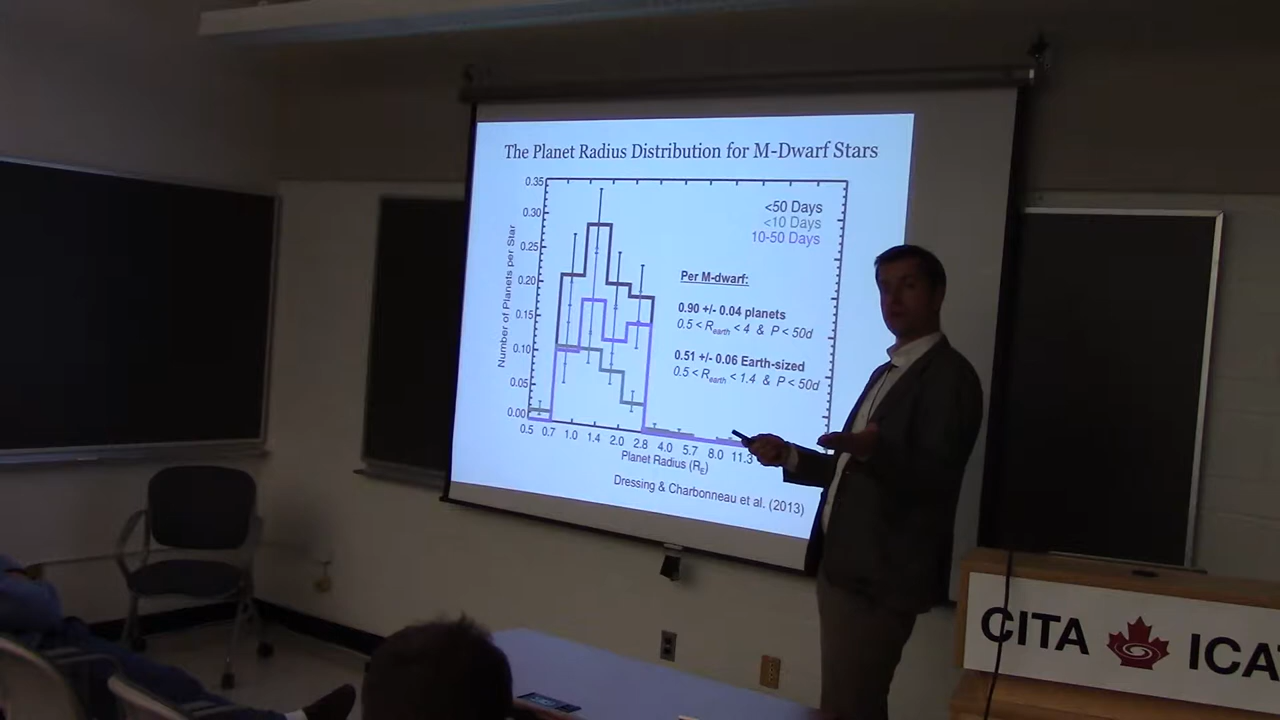 The Planet Radius Distribution for M-Dwarf Stars
0.35
0.30
0.25
0.20
0.15
0.10
0.05
0.00
Number of Planets per Star
<50 Days
<10 Days
10-50 Days
Per M-dwarf:
0.90 +/- 0.04 planets
0.5 < Rearth < 4 & P < 50d
0.51 +/- 0.06 Earth-sized
0.5 < Rearth < 1.4 & P < 50d
0.5 0.7 1.0 1.4 2.0 2.8 4.0 5.7 8.0 11.3
Planet Radius (RE)
Dressing & Charbonneau et al. (2013)
CITA ICA